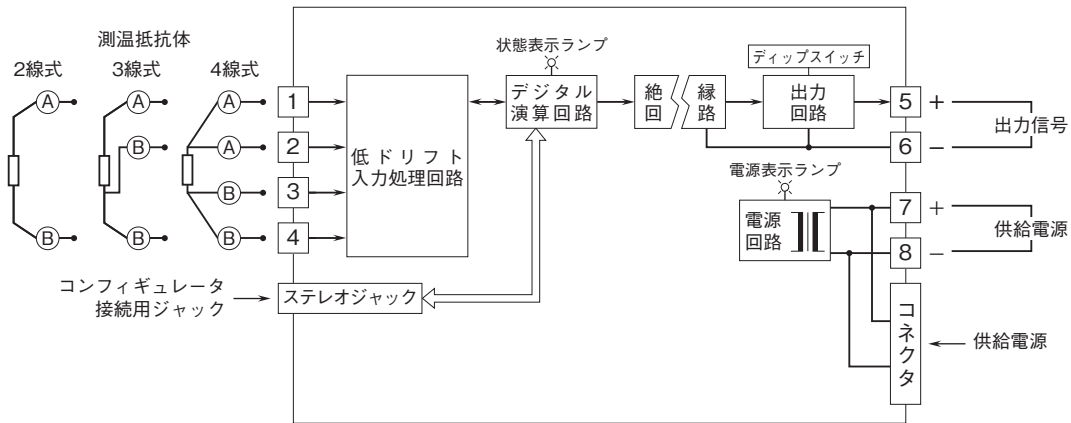 測温抵抗体
2線式 3線式 4線式
A A A
B A
B
B B B
1
2
3
4
低ドリフト
入力処理回路
状態表示ランプ
デジタル
演算回路
絶 縁
回 路
ディップスイッチ
出力
回路
5 +
6 −
出力信号
電源表示ランプ
電源
回路
7 +
8 −
供給電源
コンフィギュレータ
接続用ジャック
ステレオジャック
コネクタ
供給電源